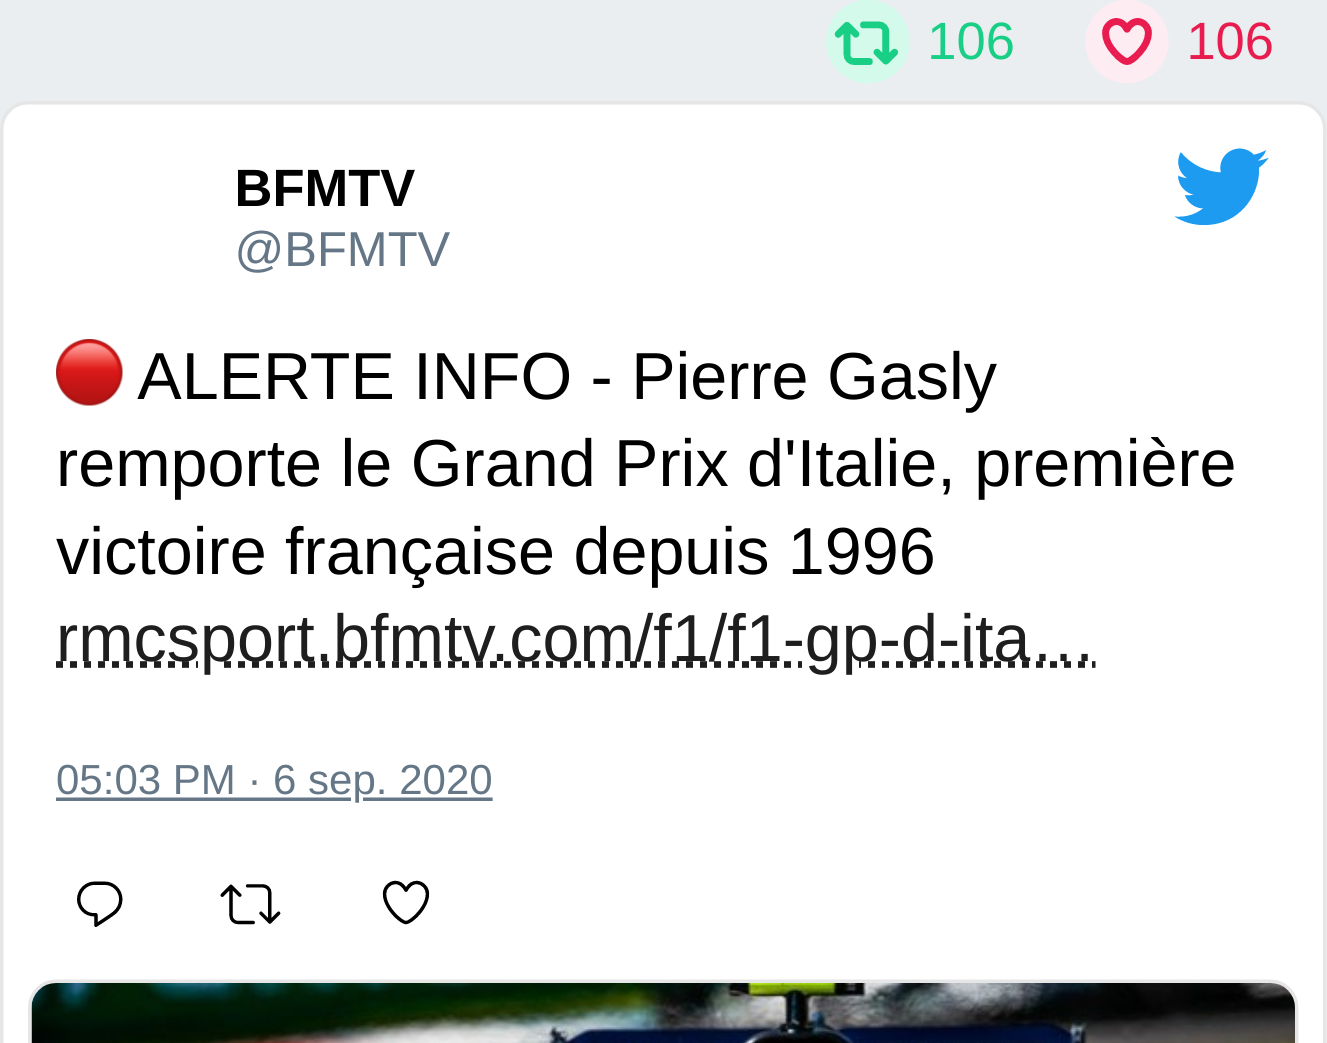 106 106
BFMTV
@BFMTV
🔴 ALERTE INFO - Pierre Gasly
remporte le Grand Prix d'Italie, première
victoire française depuis 1996
rmcsport.bfmtv.com/f1/f1-gp-d-ita…
05:03 PM · 6 sep. 2020